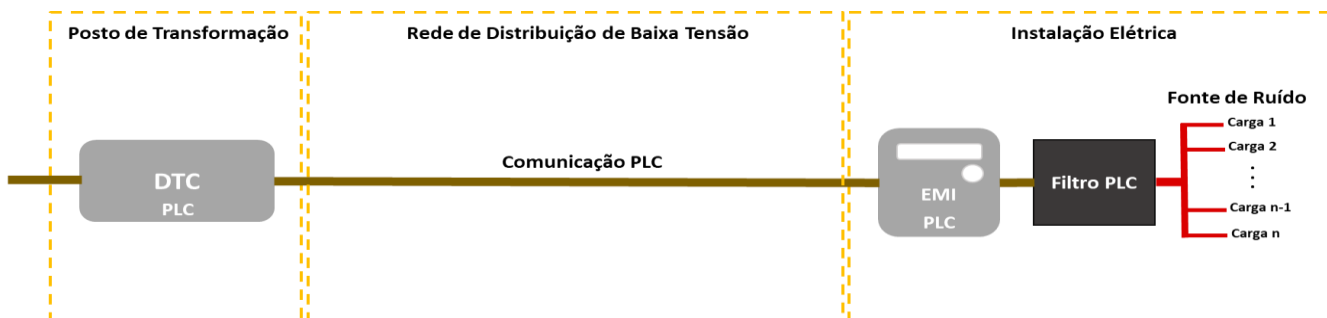 Posto de Transformação
Rede de Distribuição de Baixa Tensão
Instalação Elétrica
DTC
PLC
Comunicação PLC
EMI
PLC
Filtro PLC
Fonte de Ruído
Carga 1
Carga 2
Carga n-1
Carga n